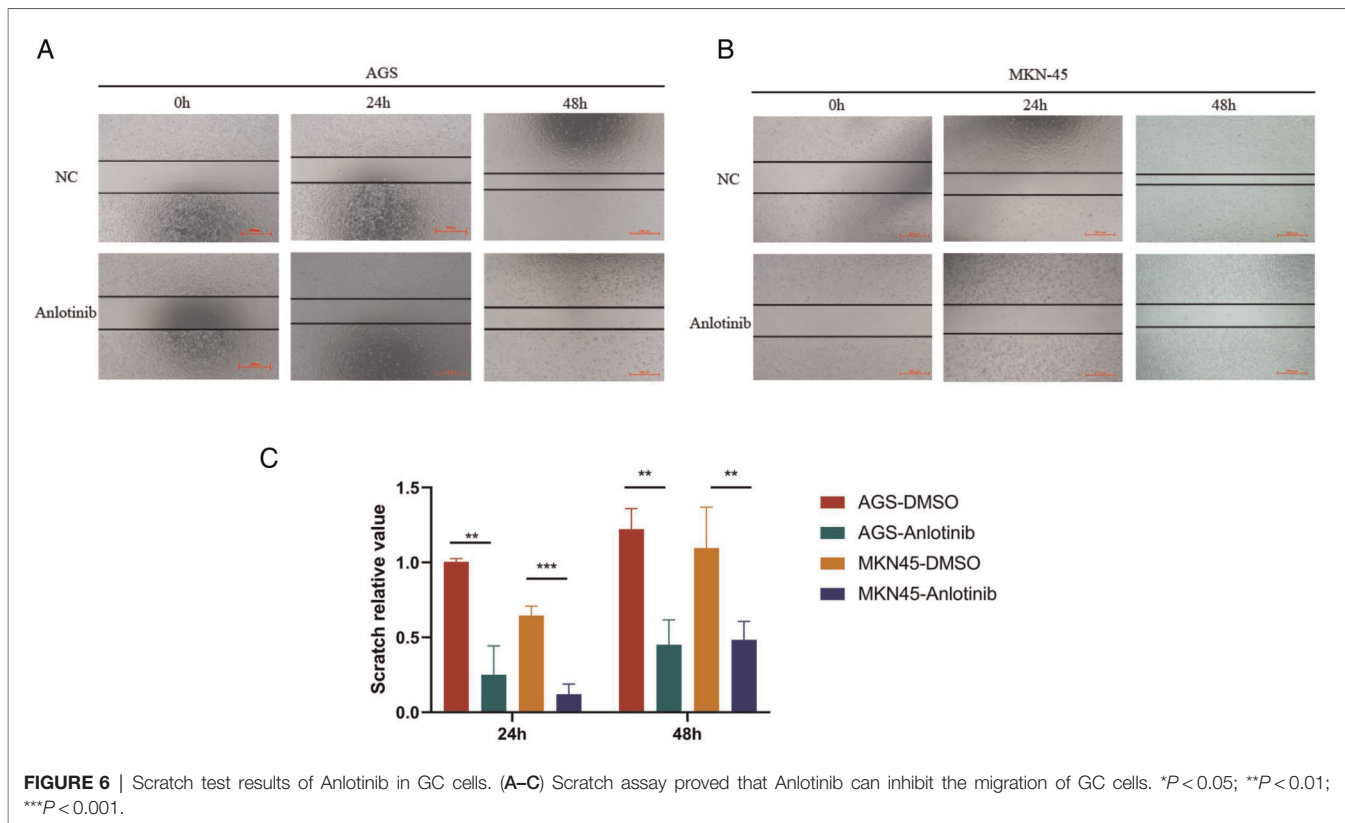 A
AGS
0h 24h 48h
NC
Anlotinib
B
MKN-45
0h 24h 48h
NC
Anlotinib
C
Scratch relative value
1.5
1.0
0.5
0.0
** *** ** **
24h 48h
AGS-DMSO
AGS-Anlotinib
MKN45-DMSO
MKN45-Anlotinib
FIGURE 6 | Scratch test results of Anlotinib in GC cells. (A–C) Scratch assay proved that Anlotinib can inhibit the migration of GC cells. *P < 0.05; **P < 0.01;
***P < 0.001.